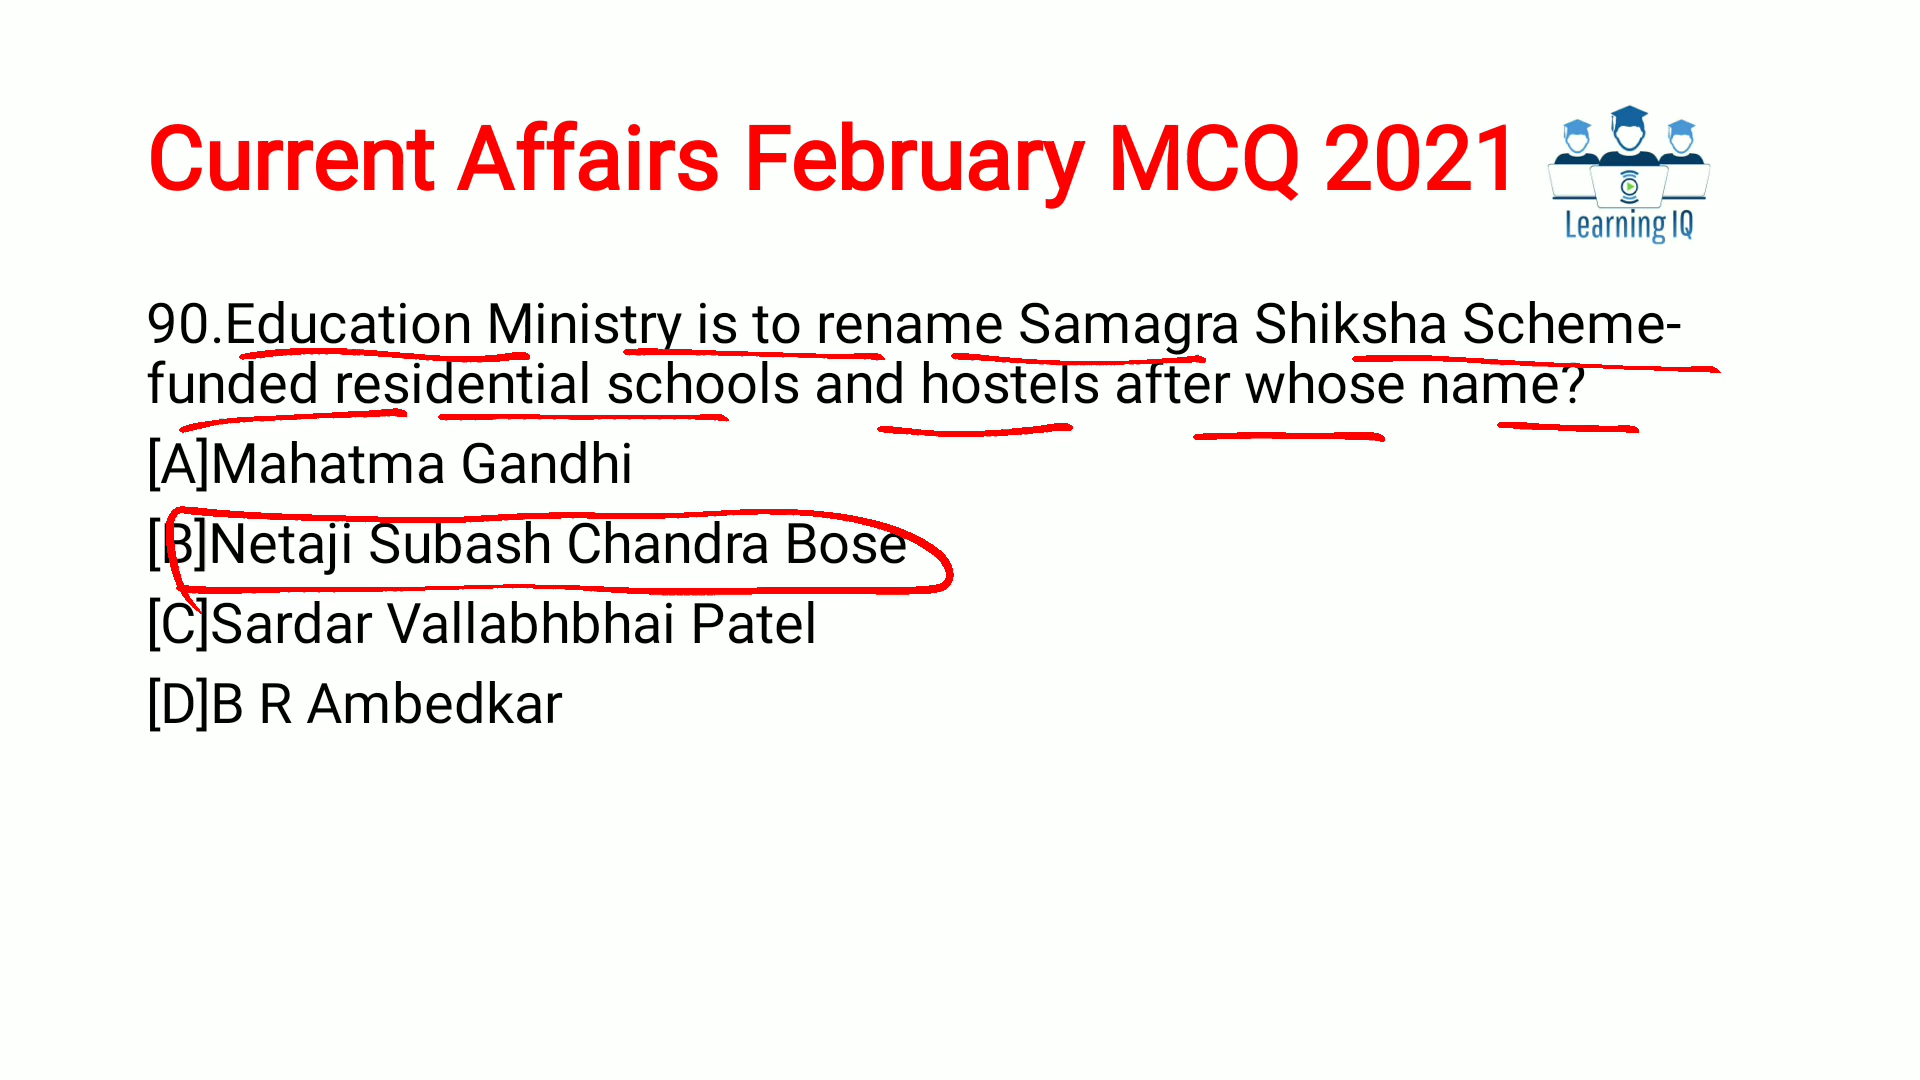 Current Affairs February MCQ 2021
Learning IQ
90.Education Ministry is to rename Samagra Shiksha Scheme-
funded residential schools and hostels after whose name?
[A]Mahatma Gandhi
[B]Netaji Subash Chandra Bose
[C]Sardar Vallabhbhai Patel
[D]B R Ambedkar